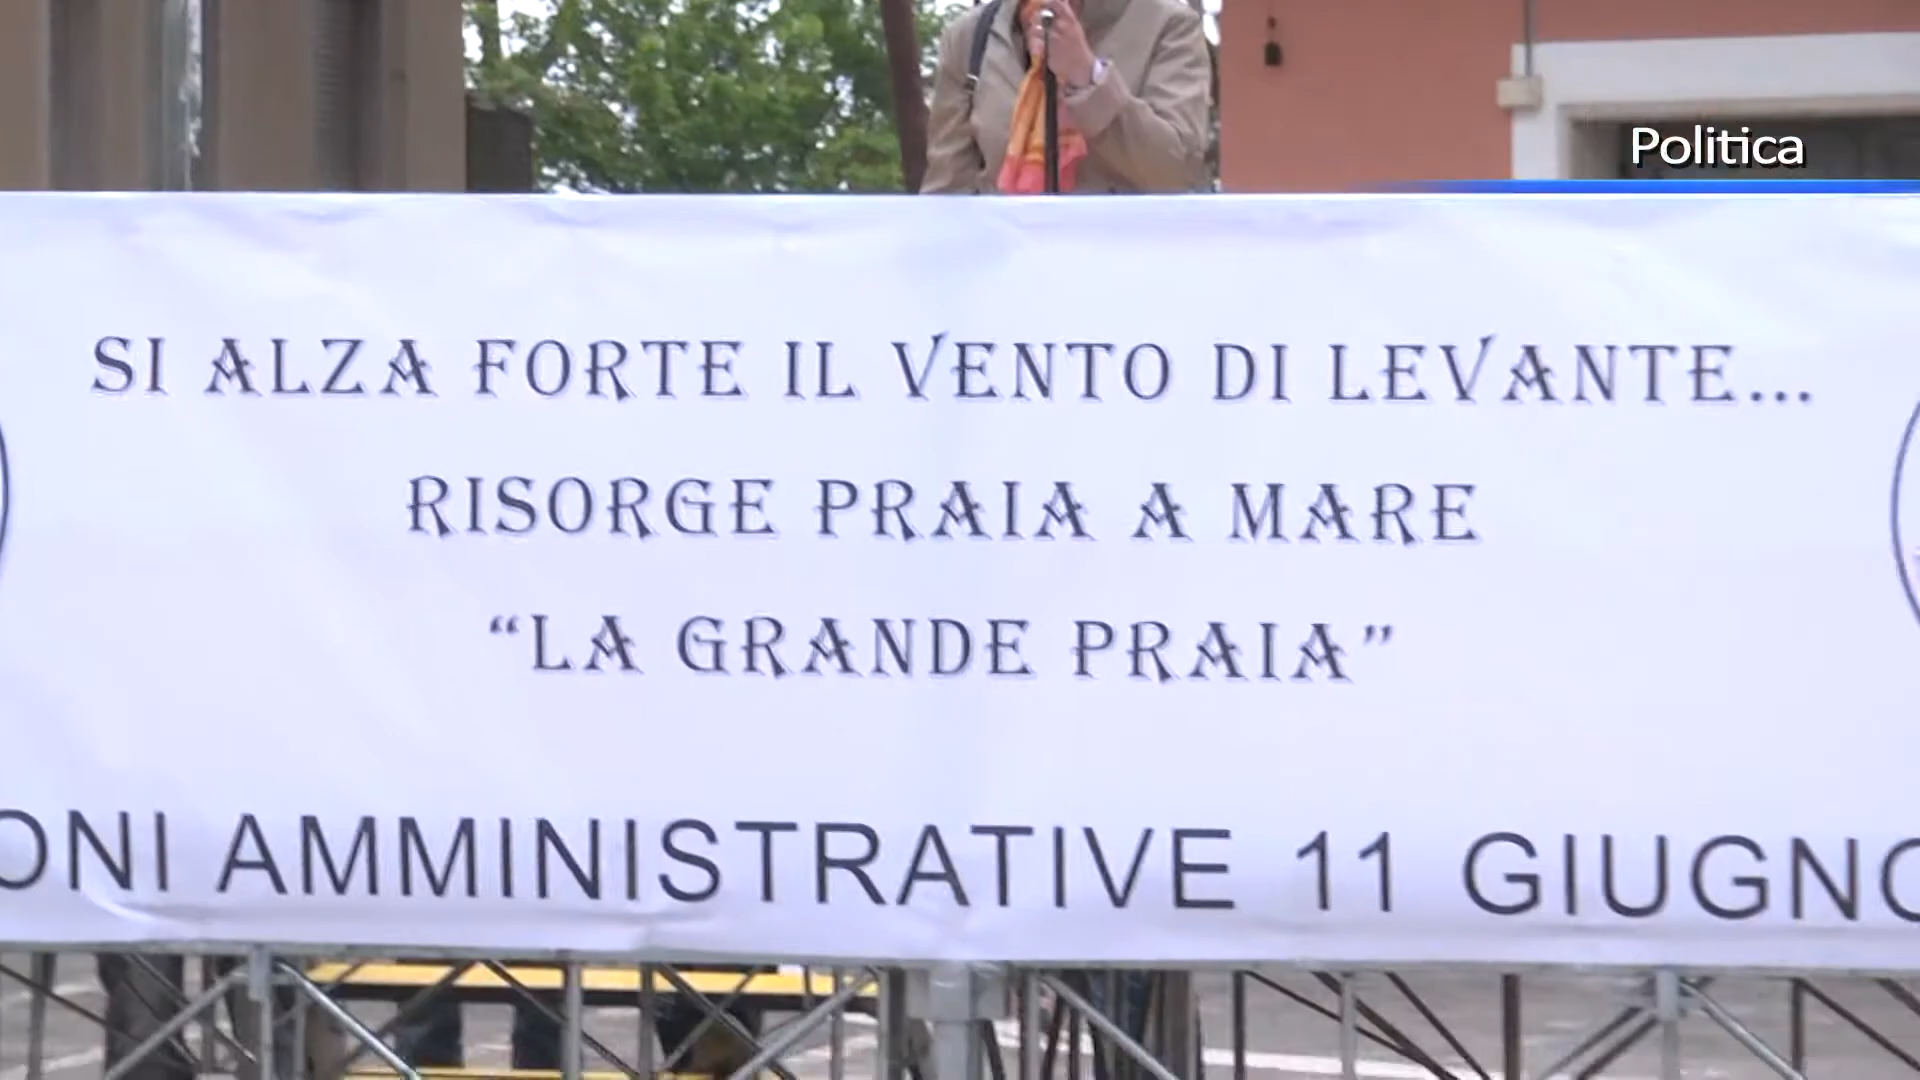 Politica
SI ALZA FORTE IL VENTO DI LEVANTE...
RISORGE PRAIA A MARE
“LA GRANDE PRAIA”
ONI AMMINISTRATIVE 11 GIUGNO